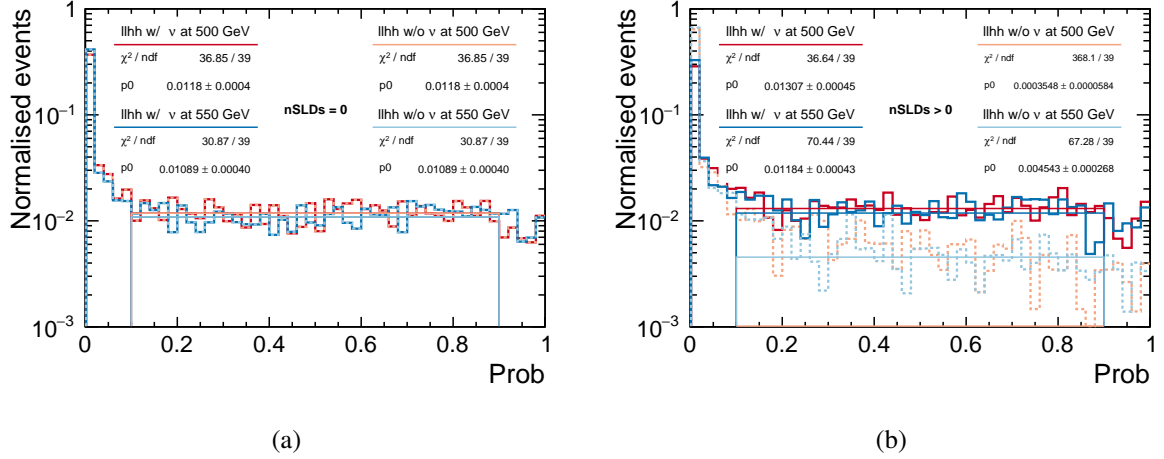 Normalised events
1
10⁻¹
10⁻²
10⁻³
llhh w/ ν at 500 GeV
χ² / ndf 36.85 / 39
p0 0.0118 ± 0.0004
llhh w/o ν at 500 GeV
χ² / ndf 36.85 / 39
p0 0.0118 ± 0.0004
nSLDs = 0
llhh w/ ν at 550 GeV
χ² / ndf 30.87 / 39
p0 0.01089 ± 0.00040
llhh w/o ν at 550 GeV
χ² / ndf 30.87 / 39
p0 0.01089 ± 0.00040
0 0.2 0.4 0.6 0.8 1
Prob
(a)
Normalised events
1
10⁻¹
10⁻²
10⁻³
llhh w/ ν at 500 GeV
χ² / ndf 36.64 / 39
p0 0.01307 ± 0.00045
llhh w/o ν at 500 GeV
χ² / ndf 368.1 / 39
p0 0.0003548 ± 0.0000584
nSLDs > 0
llhh w/ ν at 550 GeV
χ² / ndf 70.44 / 39
p0 0.01184 ± 0.00043
llhh w/o ν at 550 GeV
χ² / ndf 67.28 / 39
p0 0.004543 ± 0.000268
0 0.2 0.4 0.6 0.8 1
Prob
(b)